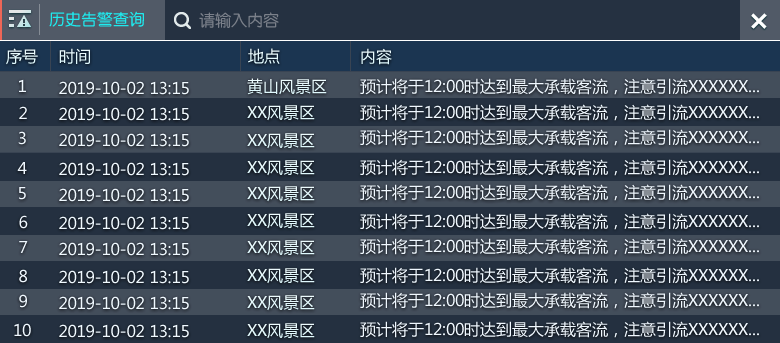 历史告警查询 请输入内容
序号 时间 地点 内容
1 2019-10-02 13:15 黄山风景区 预计将于12:00时达到最大承载客流，注意引流XXXXXX...
2 2019-10-02 13:15 XX风景区 预计将于12:00时达到最大承载客流，注意引流XXXXXX...
3 2019-10-02 13:15 XX风景区 预计将于12:00时达到最大承载客流，注意引流XXXXXX...
4 2019-10-02 13:15 XX风景区 预计将于12:00时达到最大承载客流，注意引流XXXXXX...
5 2019-10-02 13:15 XX风景区 预计将于12:00时达到最大承载客流，注意引流XXXXXX...
6 2019-10-02 13:15 XX风景区 预计将于12:00时达到最大承载客流，注意引流XXXXXX...
7 2019-10-02 13:15 XX风景区 预计将于12:00时达到最大承载客流，注意引流XXXXXX...
8 2019-10-02 13:15 XX风景区 预计将于12:00时达到最大承载客流，注意引流XXXXXX...
9 2019-10-02 13:15 XX风景区 预计将于12:00时达到最大承载客流，注意引流XXXXXX...
10 2019-10-02 13:15 XX风景区 预计将于12:00时达到最大承载客流，注意引流XXXXXX...